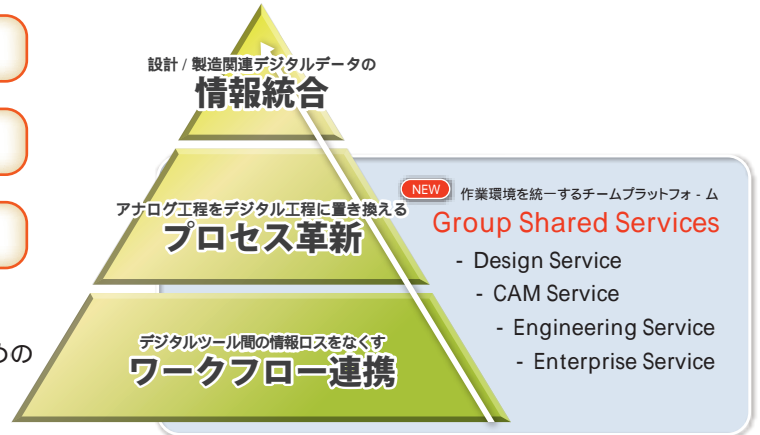 設計 / 製造関連デジタルデータの
情報統合
アナログ工程をデジタル工程に置き換える
プロセス革新
デジタルツール間の情報ロスをなくす
ワークフロー連携
NEW 作業環境を統一するチームプラットフォ - ム
Group Shared Services
- Design Service
- CAM Service
- Engineering Service
- Enterprise Service
めの